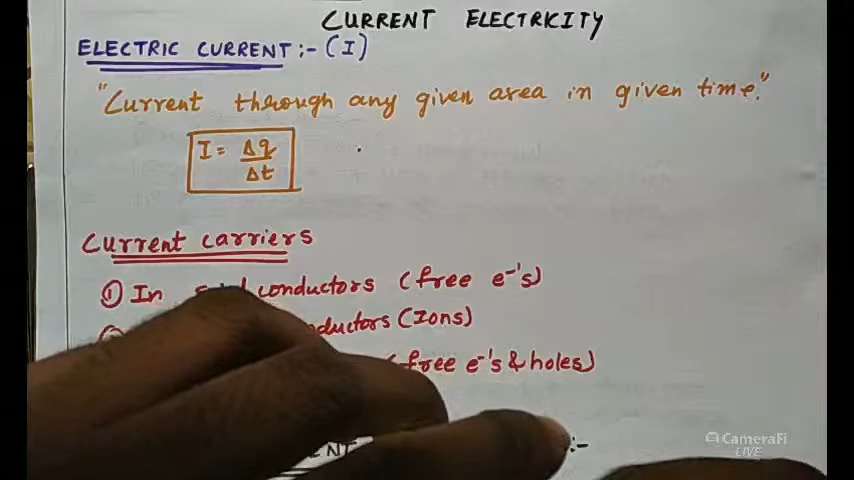 CURRENT ELECTRICITY
ELECTRIC CURRENT :- (I)
"Current through any given area in given time."
I = Δq/Δt
Current carriers
① In conductors (free e⁻'s)
(Ions)
(free e⁻'s & holes)
:-
CameraFi
LIVE